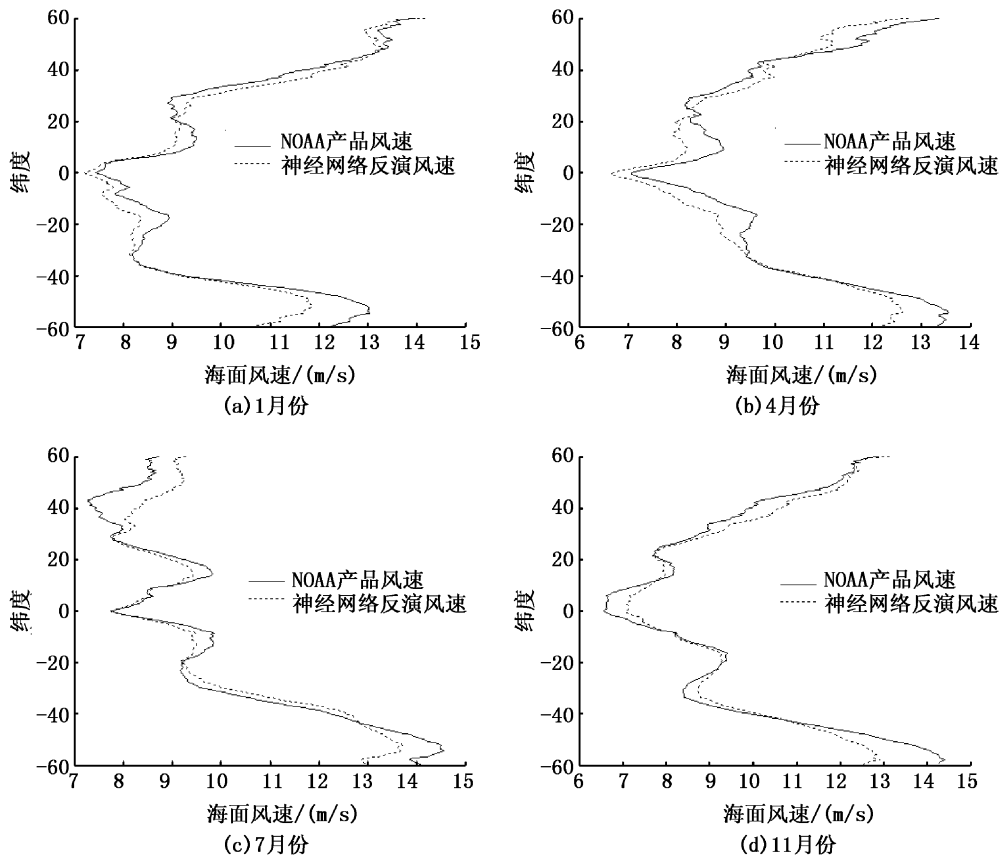 60
40
20
0
-20
-40
-60
纬度
NOAA产品风速
神经网络反演风速
7 8 9 10 11 12 13 14 15
海面风速/(m/s)
(a)1月份
60
40
20
0
-20
-40
-60
纬度
NOAA产品风速
神经网络反演风速
6 7 8 9 10 11 12 13 14
海面风速/(m/s)
(b)4月份
60
40
20
0
-20
-40
-60
纬度
NOAA产品风速
神经网络反演风速
7 8 9 10 11 12 13 14 15
海面风速/(m/s)
(c)7月份
60
40
20
0
-20
-40
-60
纬度
NOAA产品风速
神经网络反演风速
6 7 8 9 10 11 12 13 14 15
海面风速/(m/s)
(d)11月份